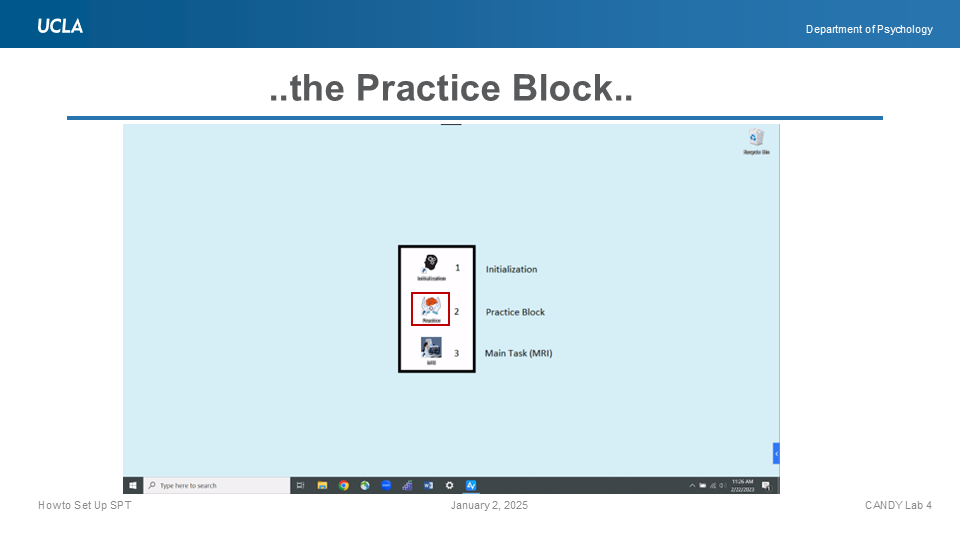 UCLA
Department of Psychology
..the Practice Block..
Recycle Bin
Initialization
1
Initialization
Practice
2
Practice Block
MRI
3
Main Task (MRI)
Type here to search
11:26 AM
2/22/2023
Howto Set Up SPT
January 2, 2025
CANDY Lab 4